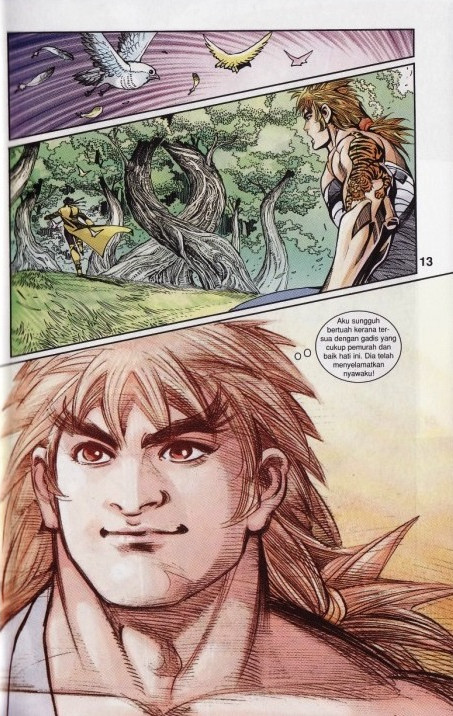 13
Aku sungguh
bertuah kerana ter-
sua dengan gadis yang
cukup pemurah dan
baik hati ini. Dia telah
menyelamatkan
nyawaku!